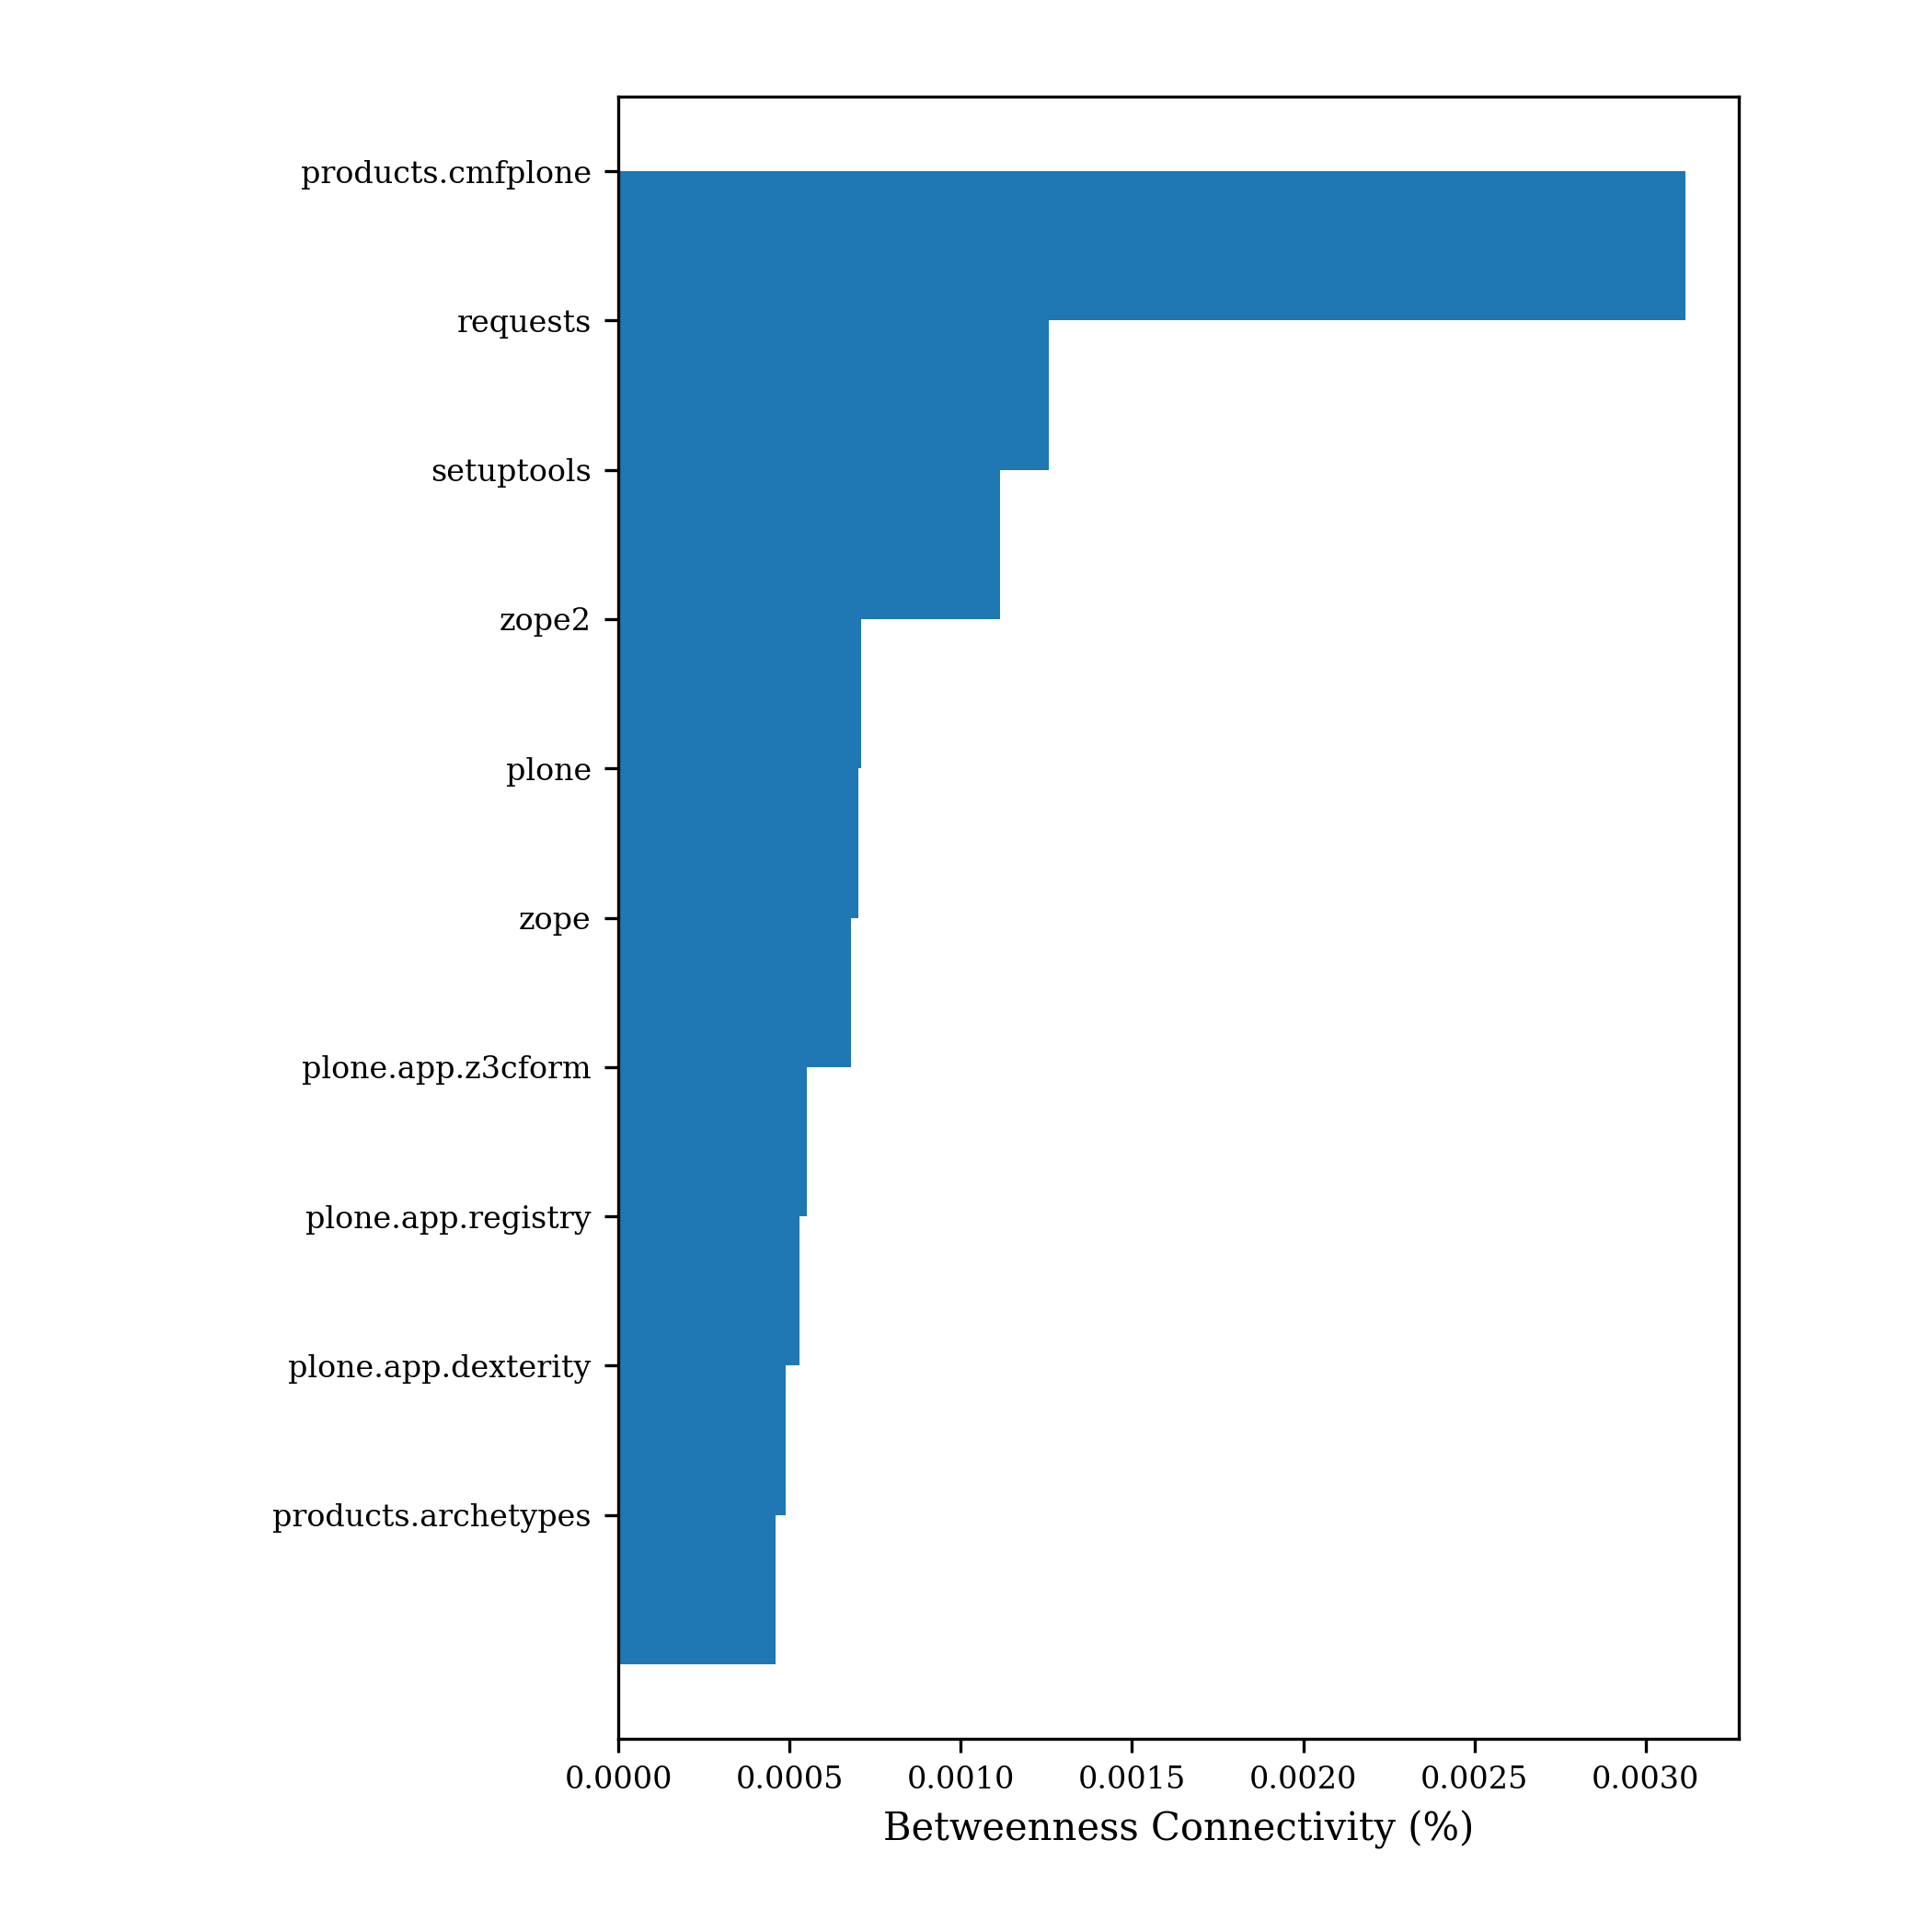 products.cmfplone
requests
setuptools
zope2
plone
zope
plone.app.z3cform
plone.app.registry
plone.app.dexterity
products.archetypes
0.0000 0.0005 0.0010 0.0015 0.0020 0.0025 0.0030
Betweenness Connectivity (%)